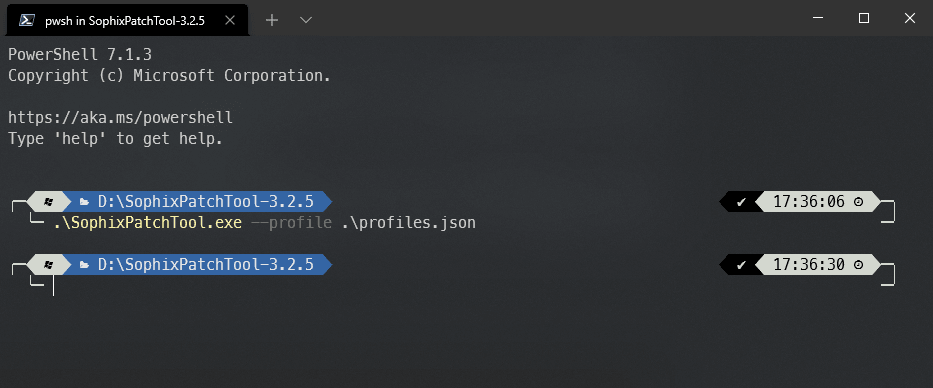 pwsh in SophixPatchTool-3.2.5
PowerShell 7.1.3
Copyright (c) Microsoft Corporation.
https://aka.ms/powershell
Type 'help' to get help.
D:\SophixPatchTool-3.2.5 ✔ 17:36:06
.\SophixPatchTool.exe --profile .\profiles.json
D:\SophixPatchTool-3.2.5 ✔ 17:36:30